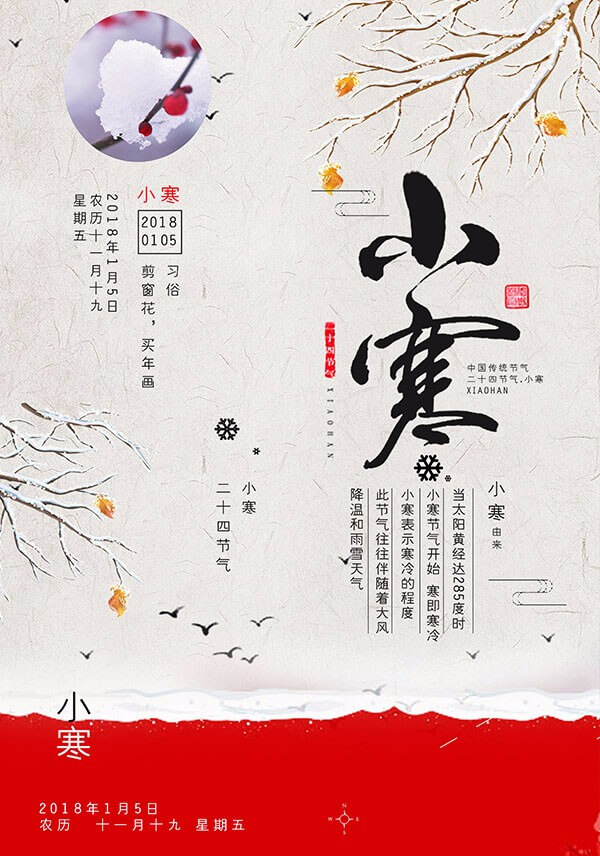 小寒
2018
0105
习俗
剪窗花，买年画
2018年1月5日
农历十一月十九
星期五
小寒
二十四节气
XIAOHAN
中国传统节气
二十四节气.小寒
XIAOHAN
小寒
二十四节气
小寒 由来
当太阳黄经达285度时
小寒节气开始 寒即寒冷
小寒表示寒冷的程度
此节气往往伴随着大风
降温和雨雪天气
小寒
2018年1月5日
农历 十一月十九 星期五
N
W E
S